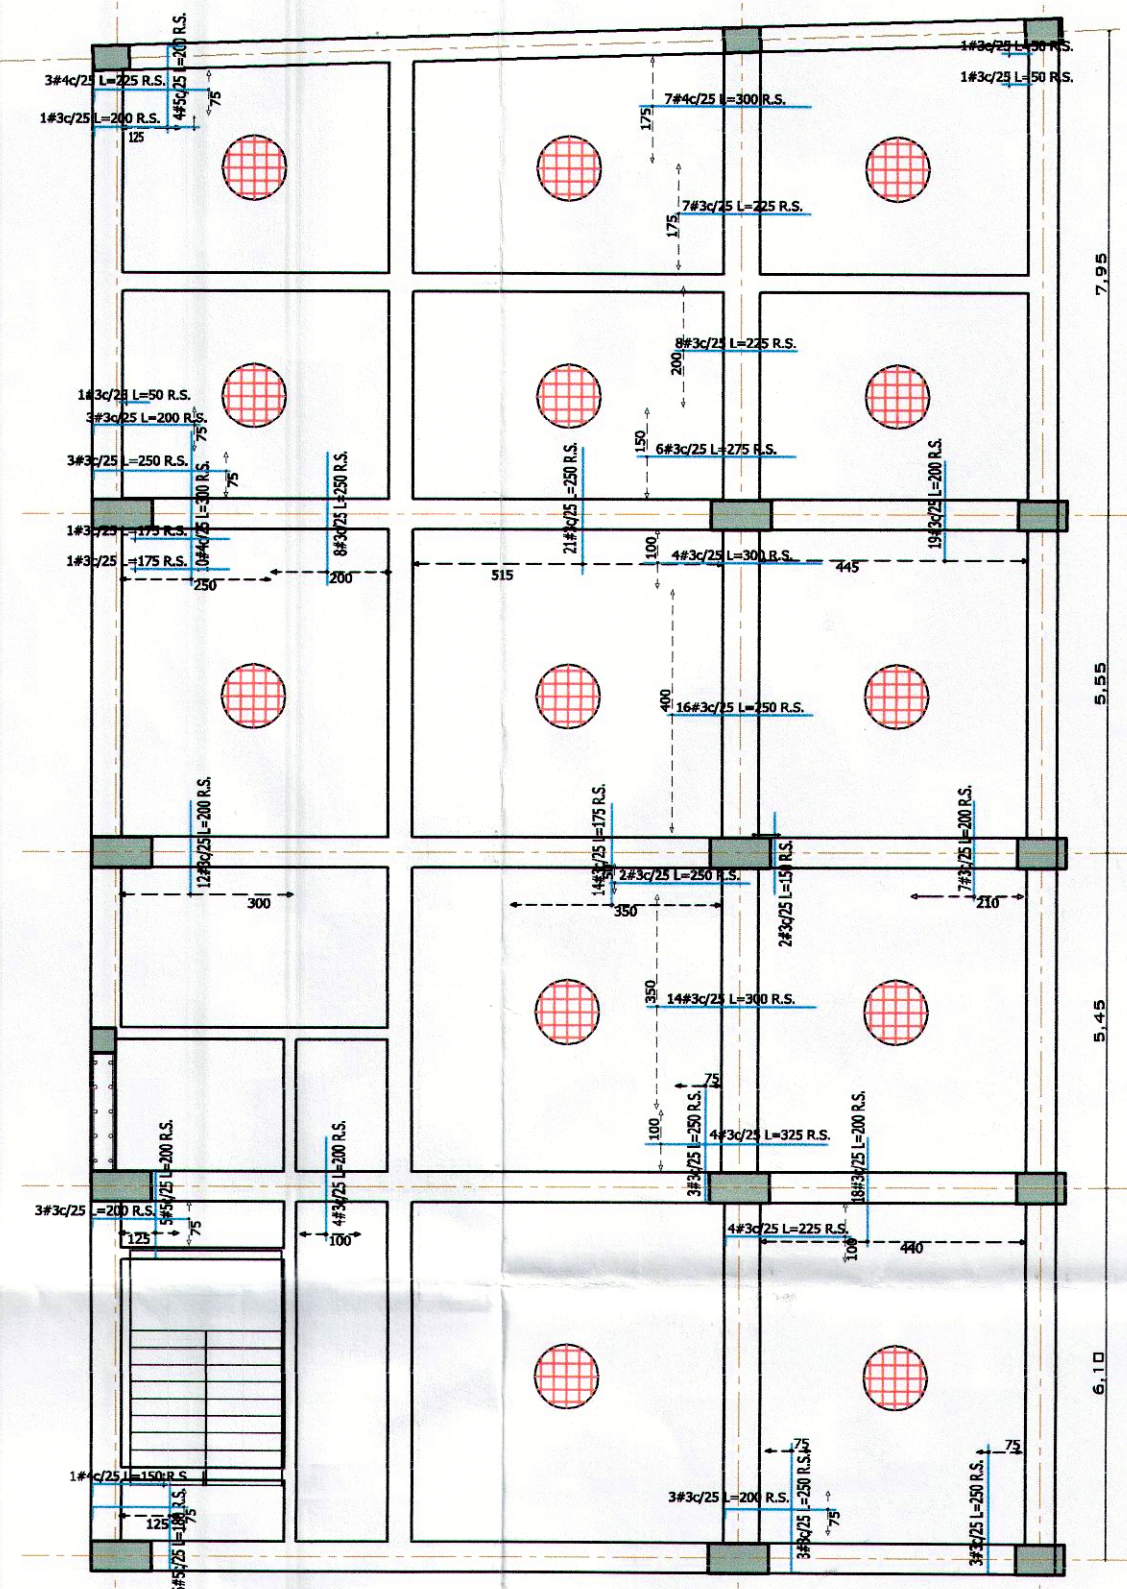 1#3c/25 L=50 R.S.
3#4c/25 L=225 R.S.
4#5c/25 L=200 R.S.
75
1#3c/25 L=50 R.S.
7#4c/25 L=300 R.S.
175
1#3c/25 L=200 R.S.
125
7#3c/25 L=225 R.S.
175
7,95
8#3c/25 L=225 R.S.
200
1#3c/25 L=50 R.S.
3#3c/25 L=200 R.S.
75
150
6#3c/25 L=275 R.S.
3#3c/25 L=250 R.S.
75
10#4c/25 L=300 R.S.
8#3c/25 L=250 R.S.
21#3c/25 L=250 R.S.
19#3c/25 L=200 R.S.
1#3c/25 L=175 R.S.
100
4#3c/25 L=300 R.S.
1#3c/25 L=175 R.S.
250
200
515
445
400
16#3c/25 L=250 R.S.
5,55
12#3c/25 L=200 R.S.
14#3c/25 L=175 R.S.
2#3c/25 L=150 R.S.
7#3c/25 L=200 R.S.
2#3c/25 L=250 R.S.
300
350
210
350
14#3c/25 L=300 R.S.
5,45
75
3#3c/25 L=250 R.S.
100
4#3c/25 L=325 R.S.
18#3c/25 L=200 R.S.
5#5c/25 L=200 R.S.
4#3c/25 L=200 R.S.
3#3c/25 L=200 R.S.
75
125
100
4#3c/25 L=225 R.S.
100
440
6,10
75
75
1#4c/25 L=150 R.S.
3#3c/25 L=200 R.S.
75
3#3c/25 L=250 R.S.
3#3c/25 L=250 R.S.
125
75